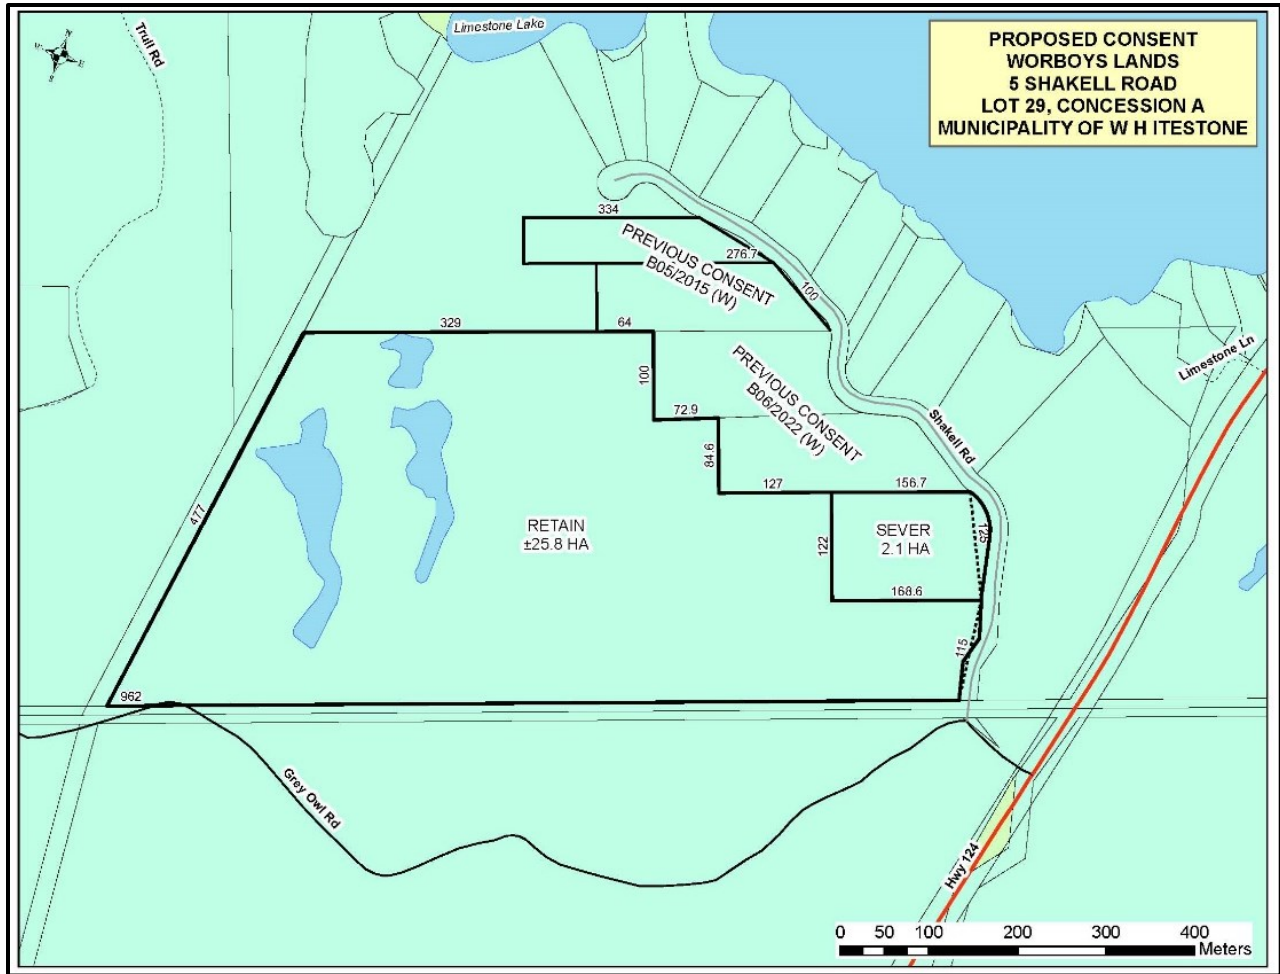 Limestone Lake
Trull Rd
PROPOSED CONSENT
WORBOYS LANDS
5 SHAKELL ROAD
LOT 29, CONCESSION A
MUNICIPALITY OF W H ITESTONE
334
PREVIOUS CONSENT
B05/2015 (W)
276.7
100
329
64
100
PREVIOUS CONSENT
B06/2022 (W)
Limestone Ln
72.9
84.6
Shakell Rd
127
156.7
477
RETAIN
±25.8 HA
122
SEVER
2.1 HA
125
168.6
115
962
Grey Owl Rd
Hwy 124
0 50 100 200 300 400
Meters